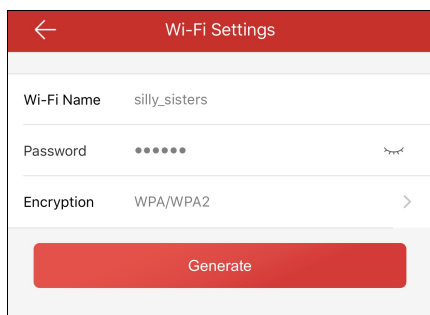 Wi-Fi Settings
Wi-Fi Name silly_sisters
Password ●●●●●●
Encryption WPA/WPA2
Generate